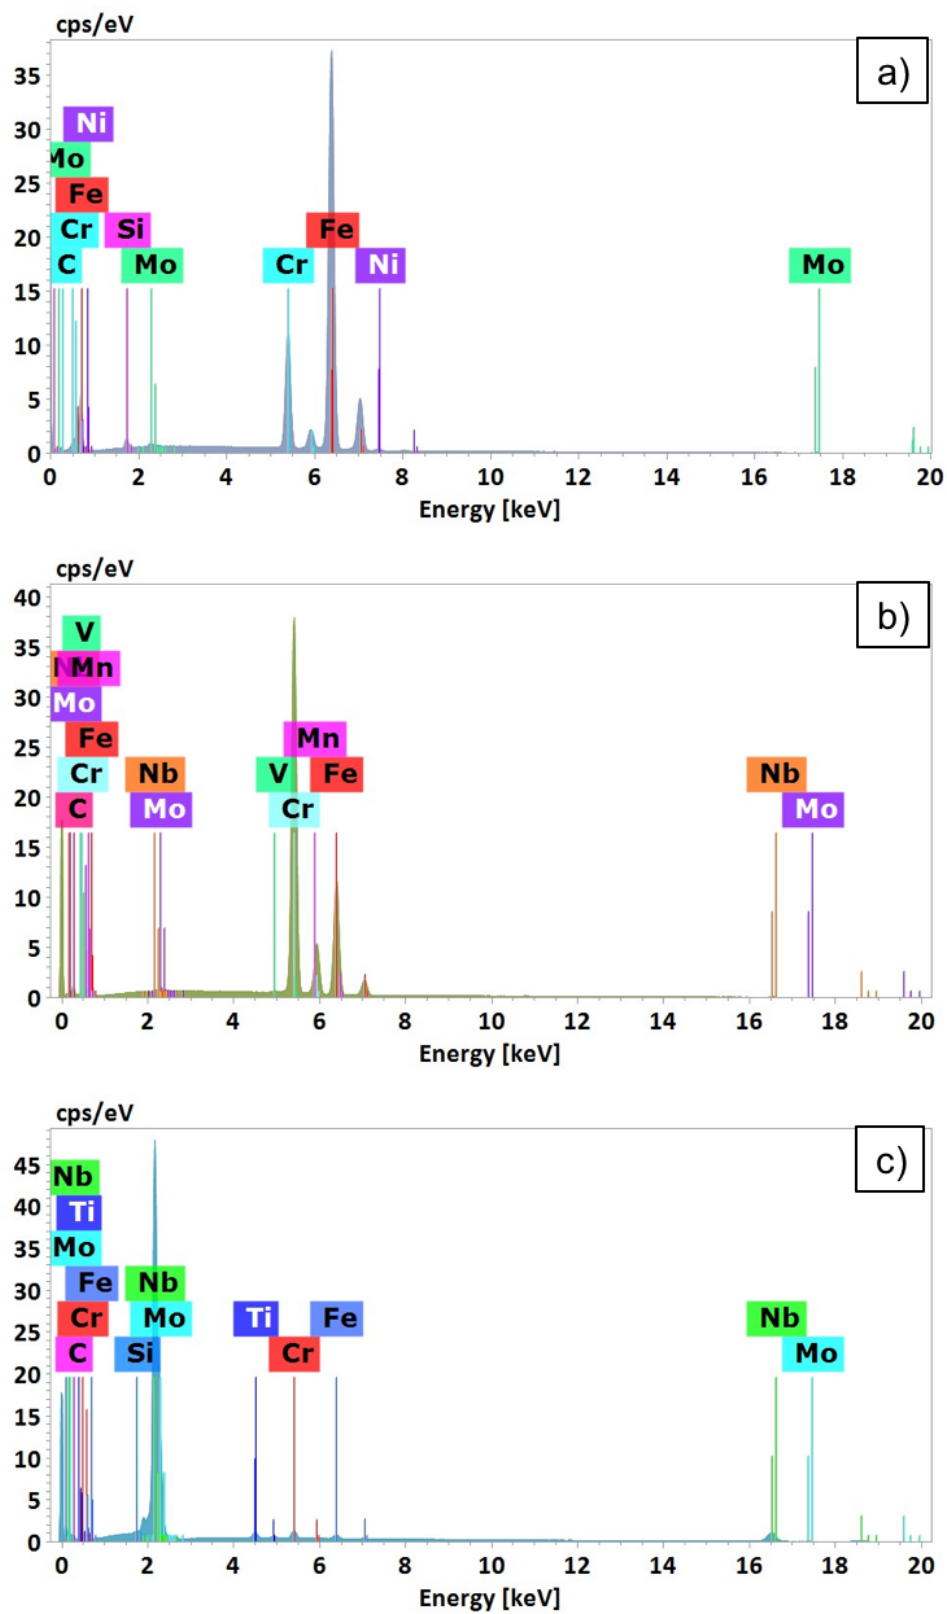 cps/eV
a)
35
30
Ni
Mo
25
Fe
20
Cr Si Fe
C Mo Cr Ni Mo
15
10
5
0
0 2 4 6 8 10 12 14 16 18 20
Energy [keV]
cps/eV
b)
40
V
35
Mn
30
Mo
25
Fe Mn
Cr Nb V Fe Nb
20
C Mo Cr Mo
15
10
5
0
0 2 4 6 8 10 12 14 16 18 20
Energy [keV]
cps/eV
c)
45
Nb
40
Ti
35
Mo
30
Fe Nb
25
Cr Mo Ti Fe Nb
C Si Cr Mo
20
15
10
5
0
0 2 4 6 8 10 12 14 16 18 20
Energy [keV]